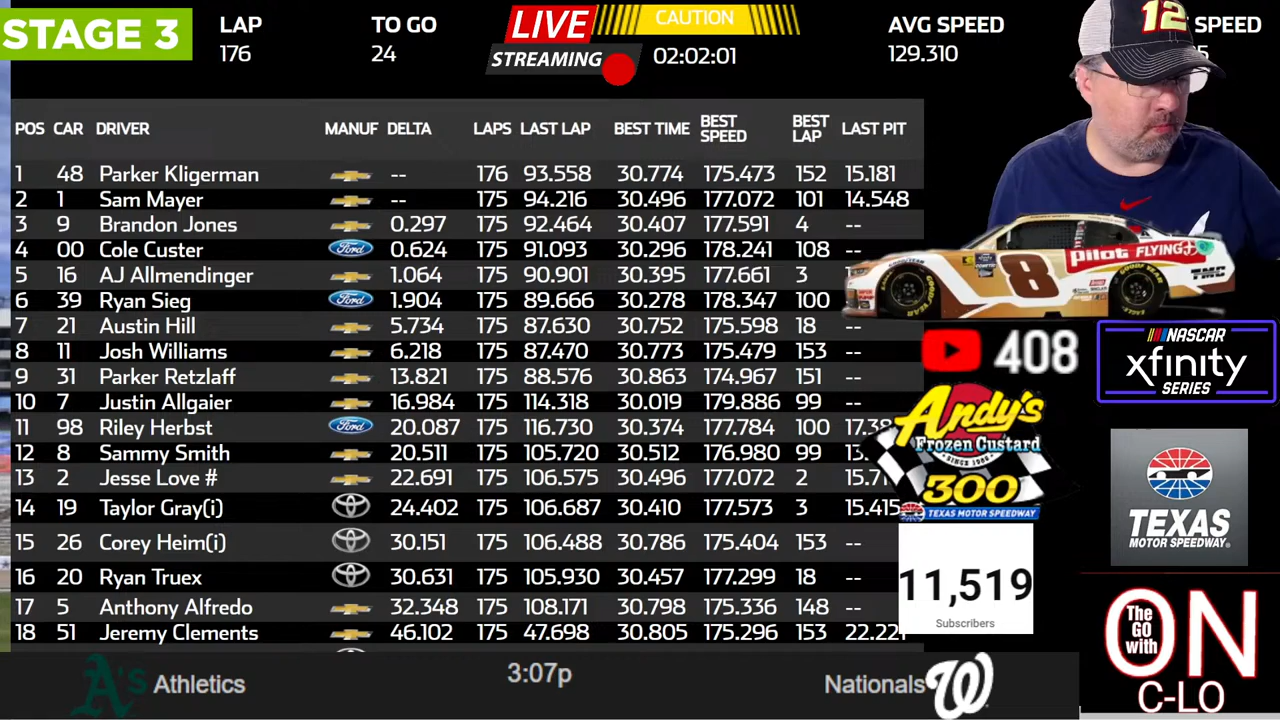 STAGE 3
LAP TO GO LIVE CAUTION AVG SPEED SPEED
176 24 STREAMING 02:02:01 129.310 5
12
POS CAR DRIVER MANUF DELTA LAPS LAST LAP BEST TIME BEST SPEED BEST LAP LAST PIT
1 48 Parker Kligerman -- 176 93.558 30.774 175.473 152 15.181
2 1 Sam Mayer -- 175 94.216 30.496 177.072 101 14.548
3 9 Brandon Jones 0.297 175 92.464 30.407 177.591 4 --
4 00 Cole Custer Ford 0.624 175 91.093 30.296 178.241 108 --
5 16 AJ Allmendinger 1.064 175 90.901 30.395 177.661 3
6 39 Ryan Sieg Ford 1.904 175 89.666 30.278 178.347 100
7 21 Austin Hill 5.734 175 87.630 30.752 175.598 18 --
8 11 Josh Williams 6.218 175 87.470 30.773 175.479 153 --
9 31 Parker Retzlaff 13.821 175 88.576 30.863 174.967 151 --
10 7 Justin Allgaier 16.984 175 114.318 30.019 179.886 99 --
11 98 Riley Herbst Ford 20.087 175 116.730 30.374 177.784 100 17.38
12 8 Sammy Smith 20.511 175 105.720 30.512 176.980 99 13.
13 2 Jesse Love # 22.691 175 106.575 30.496 177.072 2 15.7
14 19 Taylor Gray(i) 24.402 175 106.687 30.410 177.573 3 15.415
15 26 Corey Heim(i) 30.151 175 106.488 30.786 175.404 153 --
16 20 Ryan Truex 30.631 175 105.930 30.457 177.299 18 --
17 5 Anthony Alfredo 32.348 175 108.171 30.798 175.336 148 --
18 51 Jeremy Clements 46.102 175 47.698 30.805 175.296 153 22.221
8 Pilot FLYING J
TMC
408
NASCAR
xfinity
SERIES
Andy's
Frozen Custard
SINCE 1986
300
TEXAS MOTOR SPEEDWAY
TEXAS
MOTOR SPEEDWAY
11,519
Subscribers
The GO with ON
C-LO
A's Athletics 3:07p Nationals W